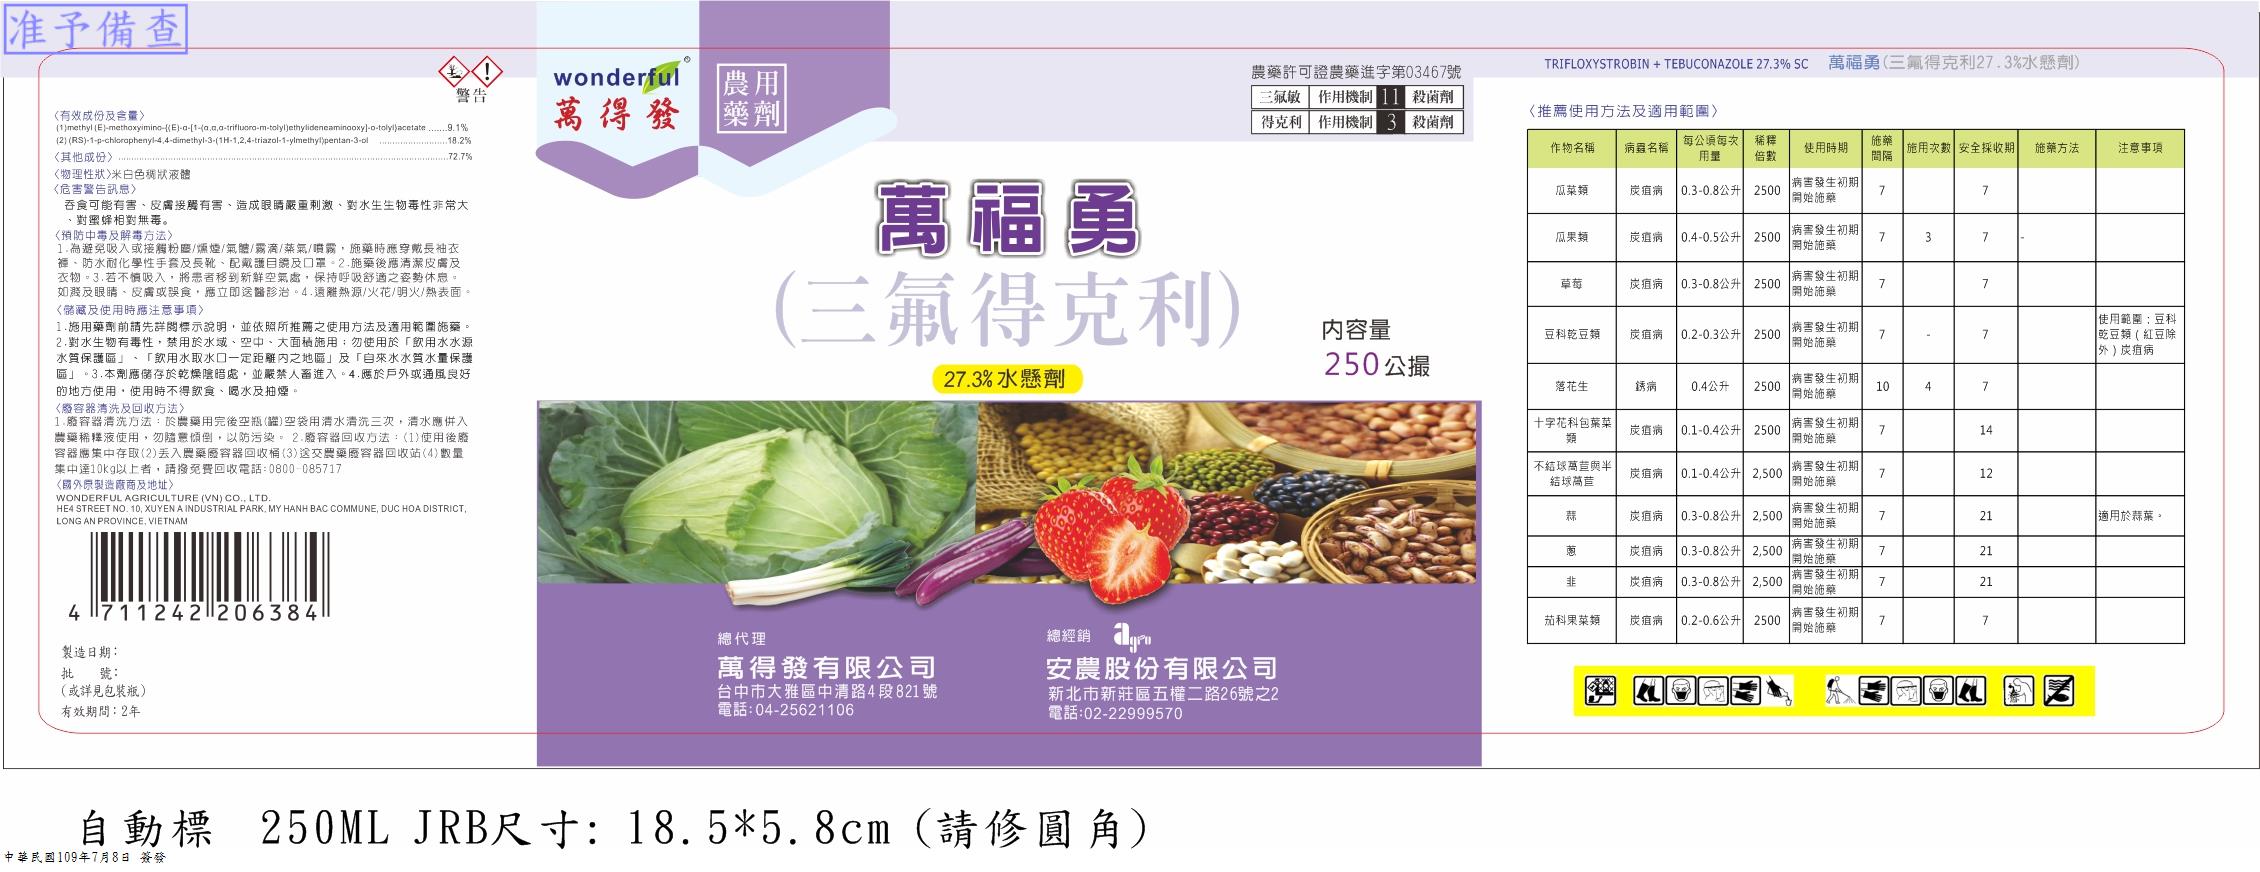 准予備查
警告
〈有效成份及含量〉
(1)methyl (E)-methoxyimino-{(E)-α-[1-(α,α,α-trifluoro-m-tolyl)ethylideneaminooxy]-o-tolyl}acetate ......9.1%
(2) (RS)-1-p-chlorophenyl-4,4-dimethyl-3-(1H-1,2,4-triazol-1-ylmethyl)pentan-3-ol ......................18.2%
〈其他成份〉......................................................................................................72.7%
〈物理性狀〉米白色稠狀液體
〈危害警告訊息〉
吞食可能有害、皮膚接觸有害、造成眼睛嚴重刺激、對水生生物毒性非常大
、對蜜蜂相對無毒。
〈預防中毒及解毒方法〉
1.為避免吸入或接觸粉塵/燻煙/氣體/霧滴/蒸氣/噴霧，施藥時應穿戴長袖衣
褲、防水耐化學性手套及長靴、配戴護目鏡及口罩。2.施藥後應清潔皮膚及
衣物。3.若不慎吸入，將患者移到新鮮空氣處，保持呼吸舒適之姿勢休息。
如濺及眼睛、皮膚或誤食，應立即送醫診治。4.遠離熱源/火花/明火/熱表面。
〈儲藏及使用時應注意事項〉
1.施用藥劑前請先詳閱標示說明，並依照所推薦之使用方法及適用範圍施藥。
2.對水生物有毒性，禁用於水域、空中、大面積施用；勿使用於「飲用水水源
水質保護區」、「飲用水取水口一定距離內之地區」及「自來水水質水量保護
區」。3.本劑應儲存於乾燥陰暗處，並嚴禁人畜進入。4.應於戶外或通風良好
的地方使用，使用時不得飲食、喝水及抽煙。
〈廢容器清洗及回收方法〉
1.廢容器清洗方法：於農藥用完後空瓶(罐)空袋用清水清洗三次，清水應併入
農藥稀釋液使用，勿隨意傾倒，以防污染。 2.廢容器回收方法：(1)使用後廢
容器應集中存取(2)丟入農藥廢容器回收桶(3)送交農藥廢容器回收站(4)數量
集中達10kg以上者，請撥免費回收電話:0800-085717
〈國外原製造廠商及地址〉
WONDERFUL AGRICULTURE (VN) CO., LTD.
HE4 STREET NO. 10, XUYEN A INDUSTRIAL PARK, MY HANH BAC COMMUNE, DUC HOA DISTRICT,
LONG AN PROVINCE, VIETNAM
4 711242 206384
製造日期:
批　　號:
(或詳見包裝瓶)
有效期間:2年
wonderful®
萬得發
農用
藥劑
農藥許可證農藥進字第03467號
三氟敏 作用機制 11 殺菌劑
得克利 作用機制 3 殺菌劑
萬福勇
(三氟得克利)
27.3%水懸劑
內容量
250公撮
總代理
萬得發有限公司
台中市大雅區中清路4段821號
電話:04-25621106
總經銷 agro
安農股份有限公司
新北市新莊區五權二路26號之2
電話:02-22999570
TRIFLOXYSTROBIN + TEBUCONAZOLE 27.3% SC 萬福勇(三氟得克利27.3%水懸劑)
〈推薦使用方法及適用範圍〉
作物名稱 病蟲名稱 每公頃每次用量 稀釋倍數 使用時期 施藥間隔 施用次數 安全採收期 施藥方法 注意事項
瓜菜類 炭疽病 0.3-0.8公升 2500 病害發生初期開始施藥 7 7
瓜果類 炭疽病 0.4-0.5公升 2500 病害發生初期開始施藥 7 3 7 -
草莓 炭疽病 0.3-0.8公升 2500 病害發生初期開始施藥 7 7
豆科乾豆類 炭疽病 0.2-0.3公升 2500 病害發生初期開始施藥 7 - 7 使用範圍：豆科乾豆類（紅豆除外）炭疽病
落花生 銹病 0.4公升 2500 病害發生初期開始施藥 10 4 7
十字花科包葉菜類 炭疽病 0.1-0.4公升 2500 病害發生初期開始施藥 7 14
不結球萵苣與半結球萵苣 炭疽病 0.1-0.4公升 2,500 病害發生初期開始施藥 7 12
蒜 炭疽病 0.3-0.8公升 2,500 病害發生初期開始施藥 7 21 適用於蒜葉。
蔥 炭疽病 0.3-0.8公升 2,500 病害發生初期開始施藥 7 21
韭 炭疽病 0.3-0.8公升 2,500 病害發生初期開始施藥 7 21
茄科果菜類 炭疽病 0.2-0.6公升 2500 病害發生初期開始施藥 7 7
自動標　250ML JRB尺寸: 18.5*5.8cm (請修圓角)
中華民國109年7月8日 簽發